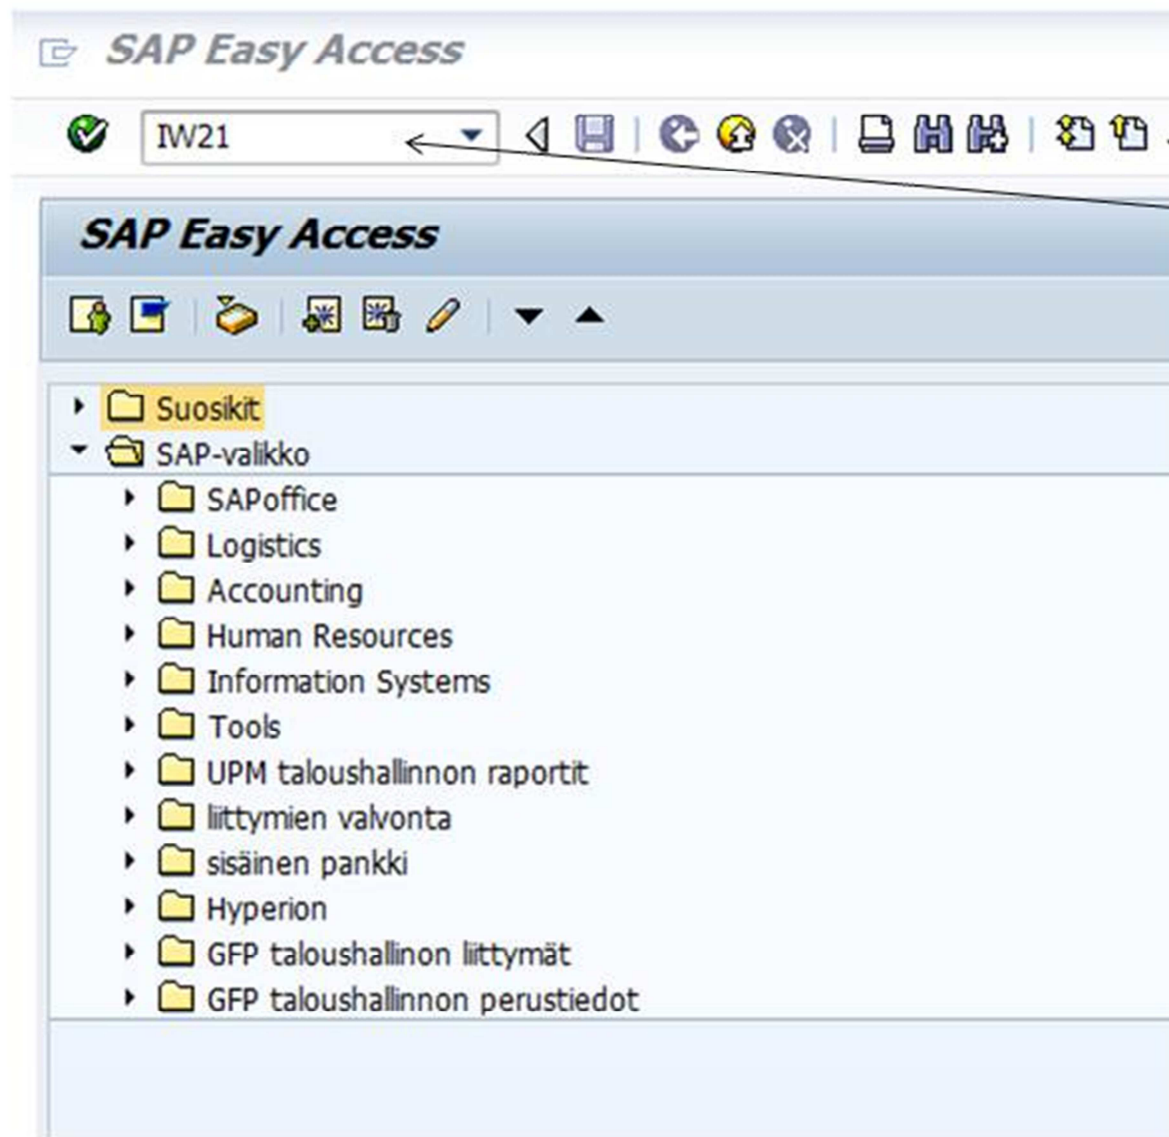 SAP Easy Access
IW21
SAP Easy Access
Suosikit
SAP-valikko
SAPoffice
Logistics
Accounting
Human Resources
Information Systems
Tools
UPM taloushallinnon raportit
liittymien valvonta
sisäinen pankki
Hyperion
GFP taloushallinon liittymät
GFP taloushallinnon perustiedot